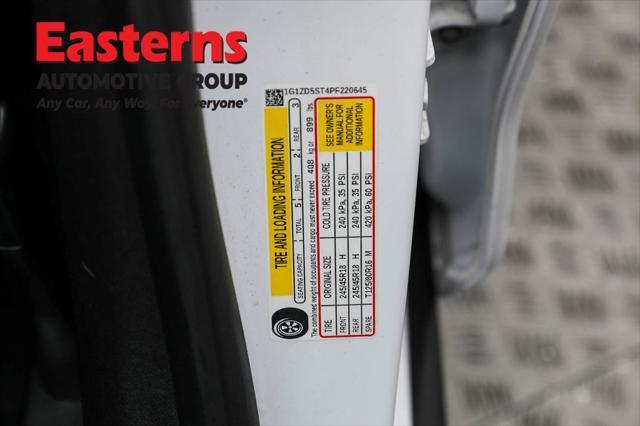 Easterns
AUTOMOTIVE GROUP
Any Car, Any Way, For Everyone®
1G1ZD5ST4PF220645
TIRE AND LOADING INFORMATION
SEATING CAPACITY TOTAL 5 FRONT 2 REAR 3
The combined weight of occupants and cargo must never exceed 408 kg or 899 lbs.
TIRE ORIGINAL SIZE COLD TIRE PRESSURE
FRONT 245/45R18 H 240 kPa, 35 PSI
REAR 245/45R18 H 240 kPa, 35 PSI
SPARE T125/80R16 M 420 kPa, 60 PSI
SEE OWNER'S
MANUAL FOR
ADDITIONAL
INFORMATION